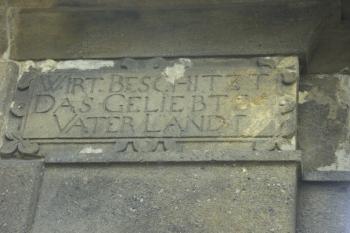 WIRT: BESCHITZT
DAS GELIEBT
VATER LANDT